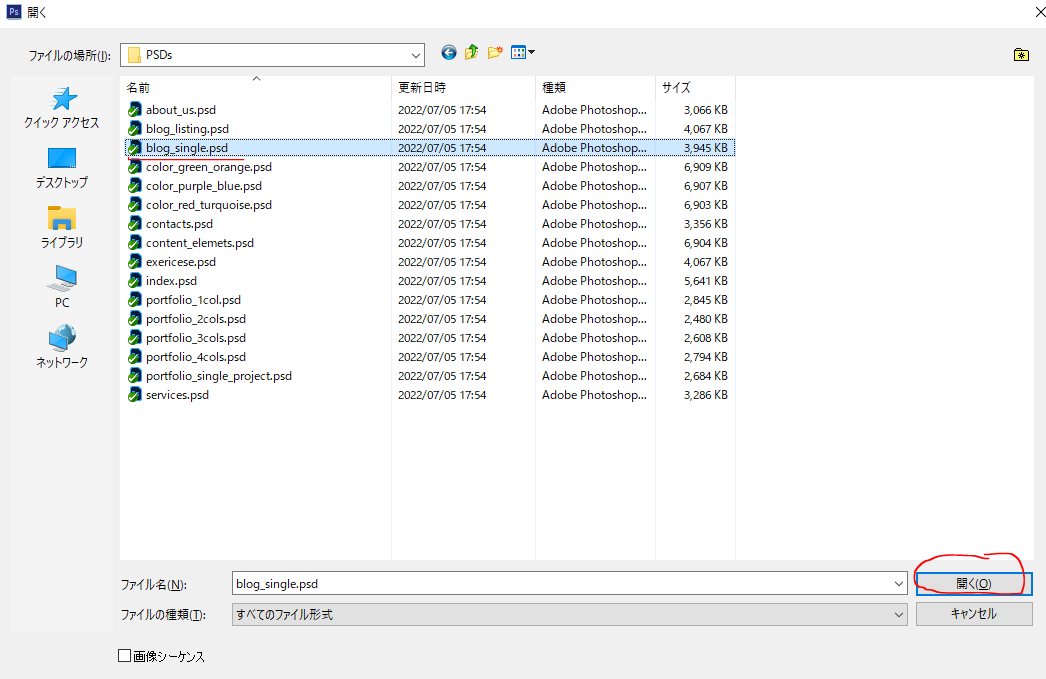 Ps 開く
ファイルの場所(I): PSDs
名前 更新日時 種類 サイズ
about_us.psd 2022/07/05 17:54 Adobe Photoshop... 3,066 KB
blog_listing.psd 2022/07/05 17:54 Adobe Photoshop... 4,067 KB
blog_single.psd 2022/07/05 17:54 Adobe Photoshop... 3,945 KB
color_green_orange.psd 2022/07/05 17:54 Adobe Photoshop... 6,909 KB
color_purple_blue.psd 2022/07/05 17:54 Adobe Photoshop... 6,907 KB
color_red_turquoise.psd 2022/07/05 17:54 Adobe Photoshop... 6,903 KB
contacts.psd 2022/07/05 17:54 Adobe Photoshop... 3,356 KB
content_elemets.psd 2022/07/05 17:54 Adobe Photoshop... 6,904 KB
exericese.psd 2022/07/05 17:54 Adobe Photoshop... 4,067 KB
index.psd 2022/07/05 17:54 Adobe Photoshop... 5,641 KB
portfolio_1col.psd 2022/07/05 17:54 Adobe Photoshop... 2,845 KB
portfolio_2cols.psd 2022/07/05 17:54 Adobe Photoshop... 2,480 KB
portfolio_3cols.psd 2022/07/05 17:54 Adobe Photoshop... 2,608 KB
portfolio_4cols.psd 2022/07/05 17:54 Adobe Photoshop... 2,794 KB
portfolio_single_project.psd 2022/07/05 17:54 Adobe Photoshop... 2,684 KB
services.psd 2022/07/05 17:54 Adobe Photoshop... 3,286 KB
クイック アクセス
デスクトップ
ライブラリ
PC
ネットワーク
ファイル名(N): blog_single.psd 開く(O)
ファイルの種類(T): すべてのファイル形式 キャンセル
画像シーケンス